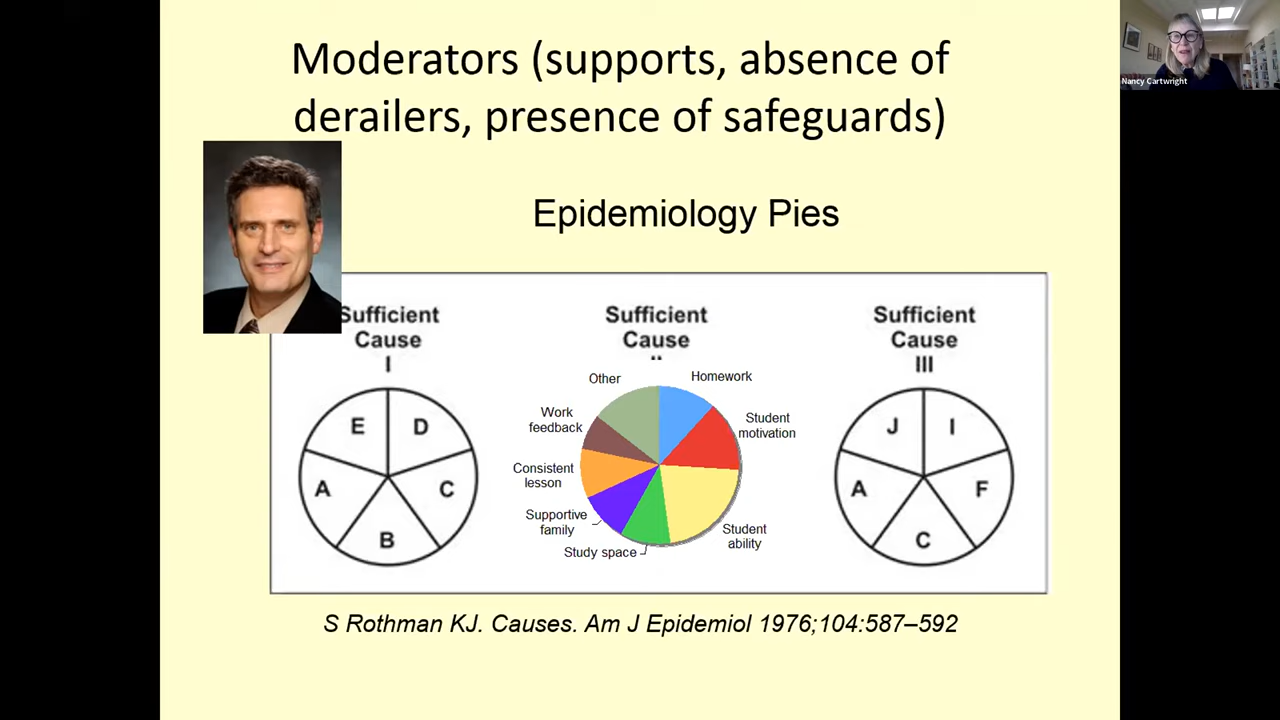 Moderators (supports, absence of
derailers, presence of safeguards)
Nancy Cartwright
Epidemiology Pies
Sufficient
Cause
I
E
D
A
C
B
Sufficient
Cause
Other
Homework
Work
feedback
Student
motivation
Consistent
lesson
Supportive
family
Study space
Student
ability
Sufficient
Cause
III
J
I
A
F
C
S Rothman KJ. Causes. Am J Epidemiol 1976;104:587–592